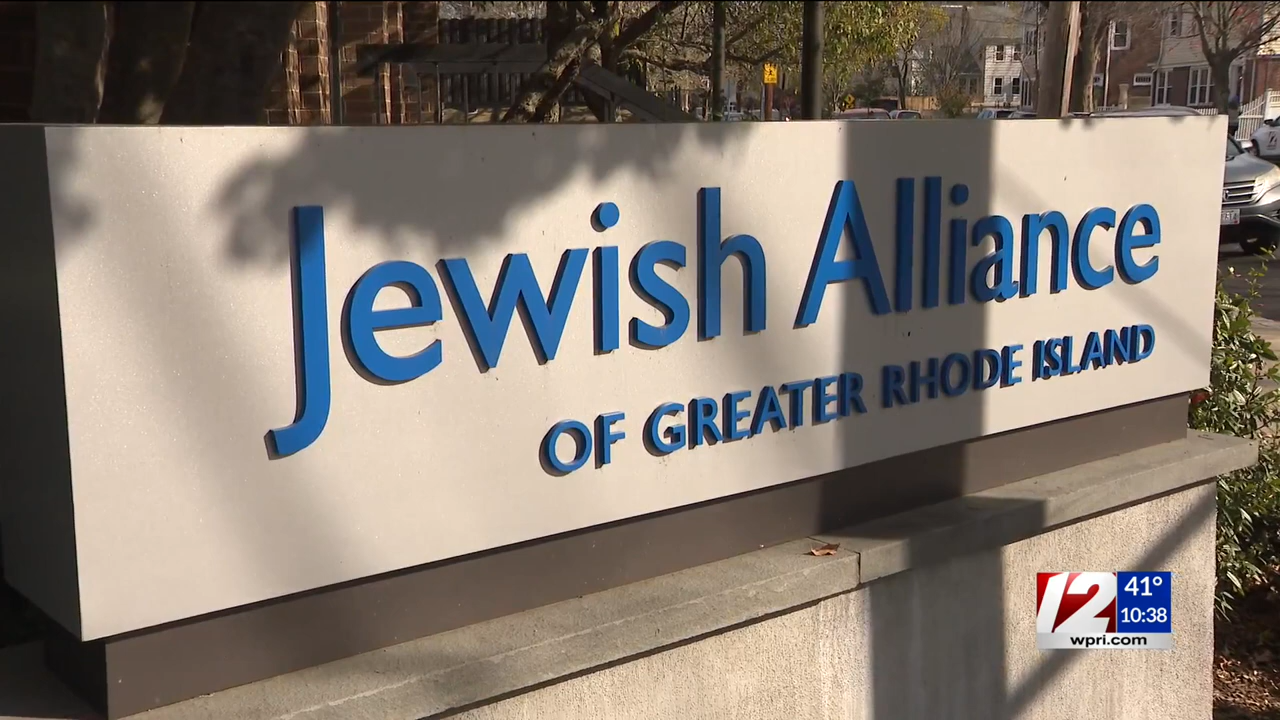 Jewish Alliance
OF GREATER RHODE ISLAND
12
41°
10:38
wpri.com